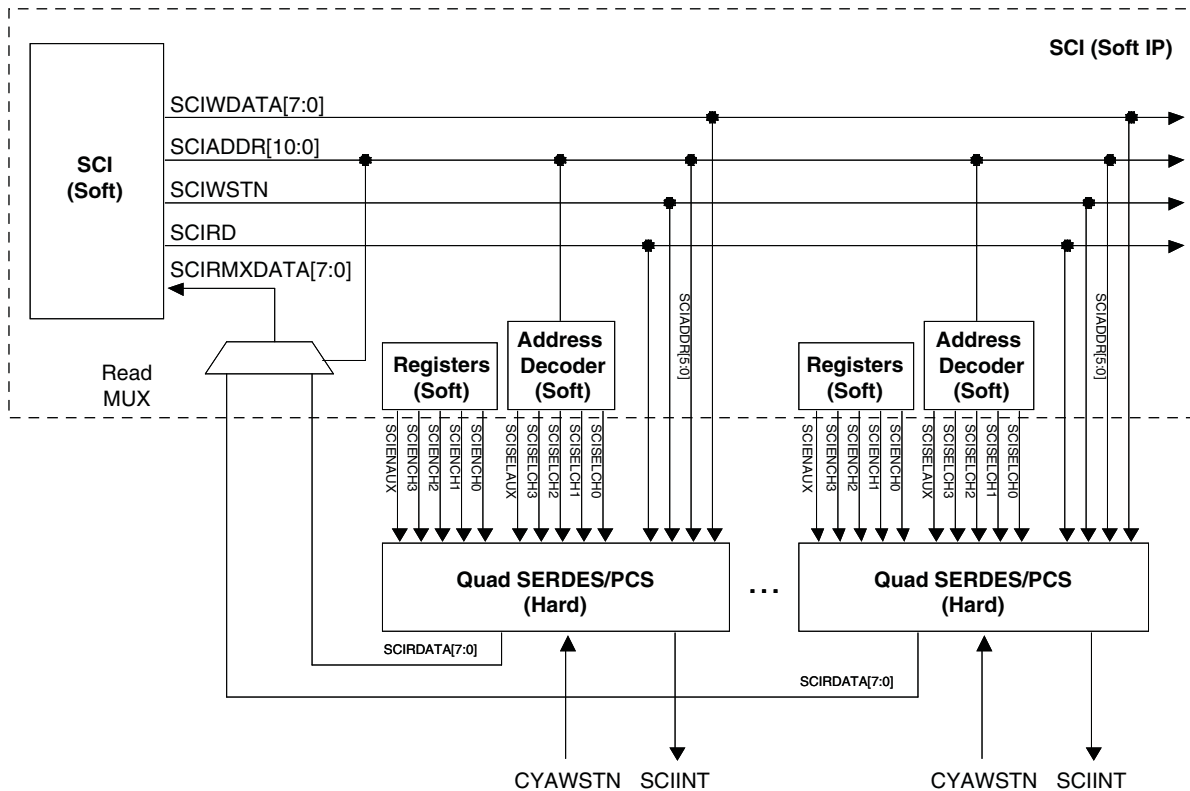 SCI (Soft IP)
SCI
(Soft)
SCIWDATA[7:0]
SCIADDR[10:0]
SCIWSTN
SCIRD
SCIRMXDATA[7:0]
Read
MUX
Registers
(Soft)
Address
Decoder
(Soft)
SCIADDR[5:0]
Registers
(Soft)
Address
Decoder
(Soft)
SCIADDR[5:0]
SCIENAUX
SCIENCH3
SCIENCH2
SCIENCH1
SCIENCH0
SCISELAUX
SCISELCH3
SCISELCH2
SCISELCH1
SCISELCH0
SCIENAUX
SCIENCH3
SCIENCH2
SCIENCH1
SCIENCH0
SCISELAUX
SCISELCH3
SCISELCH2
SCISELCH1
SCISELCH0
Quad SERDES/PCS
(Hard)
...
Quad SERDES/PCS
(Hard)
SCIRDATA[7:0]
SCIRDATA[7:0]
CYAWSTN
SCIINT
CYAWSTN
SCIINT